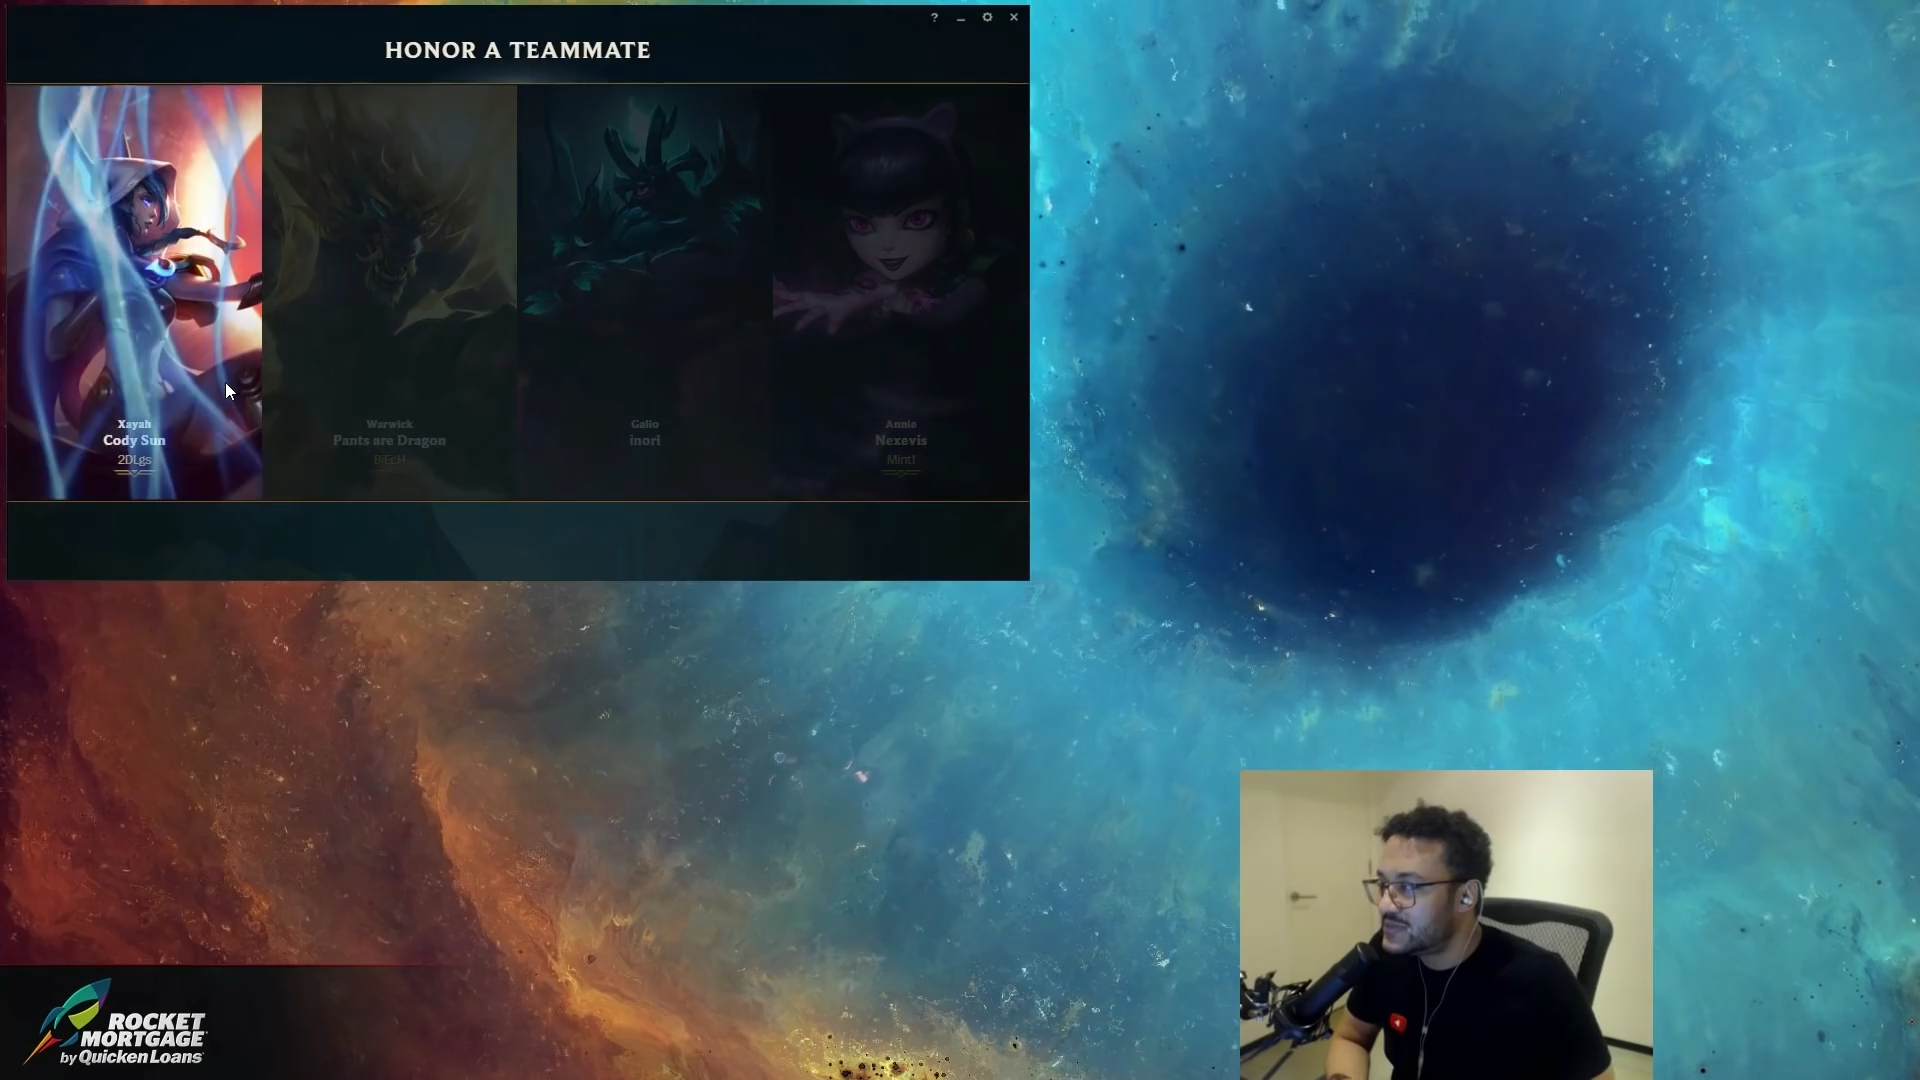 ?
HONOR A TEAMMATE
Xayah
Cody Sun
2DLgs
Warwick
Pants are Dragon
BiEcH
Galio
inori
Annie
Nexevis
Mint1
ROCKET
MORTGAGE
by Quicken Loans